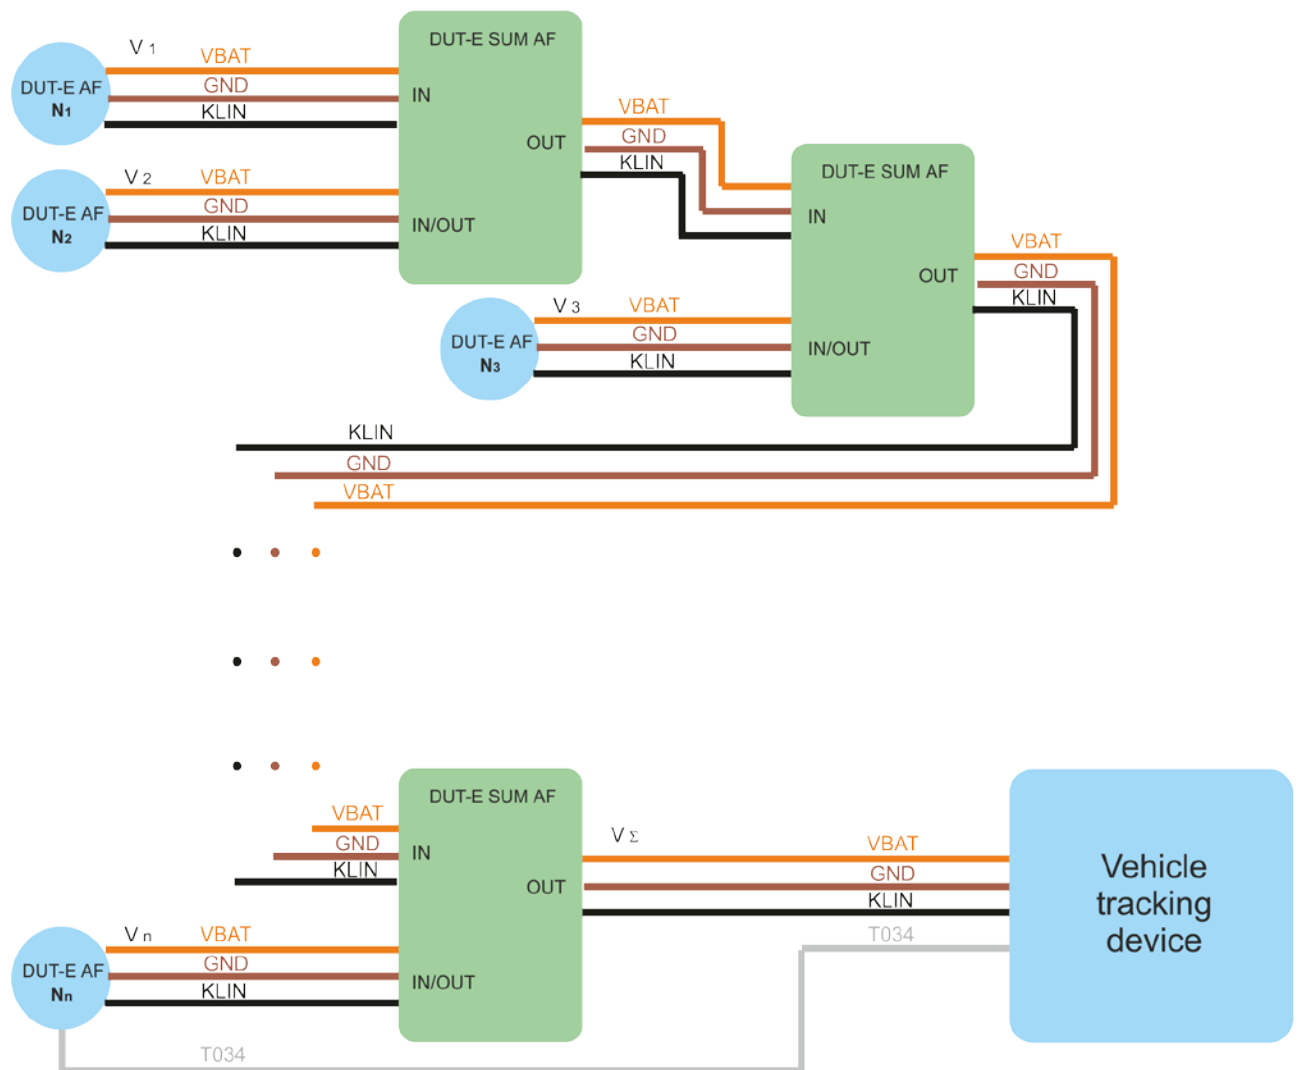 V 1
VBAT
GND
KLIN
DUT-E AF
N1
DUT-E SUM AF
IN
OUT
IN/OUT
V 2
VBAT
GND
KLIN
DUT-E AF
N2
VBAT
GND
KLIN
DUT-E SUM AF
IN
OUT
IN/OUT
V 3
VBAT
GND
KLIN
DUT-E AF
N3
VBAT
GND
KLIN
KLIN
GND
VBAT
VBAT
GND
KLIN
DUT-E SUM AF
IN
OUT
IN/OUT
V Σ
VBAT
GND
KLIN
T034
Vehicle
tracking
device
V n
VBAT
GND
KLIN
DUT-E AF
Nn
T034